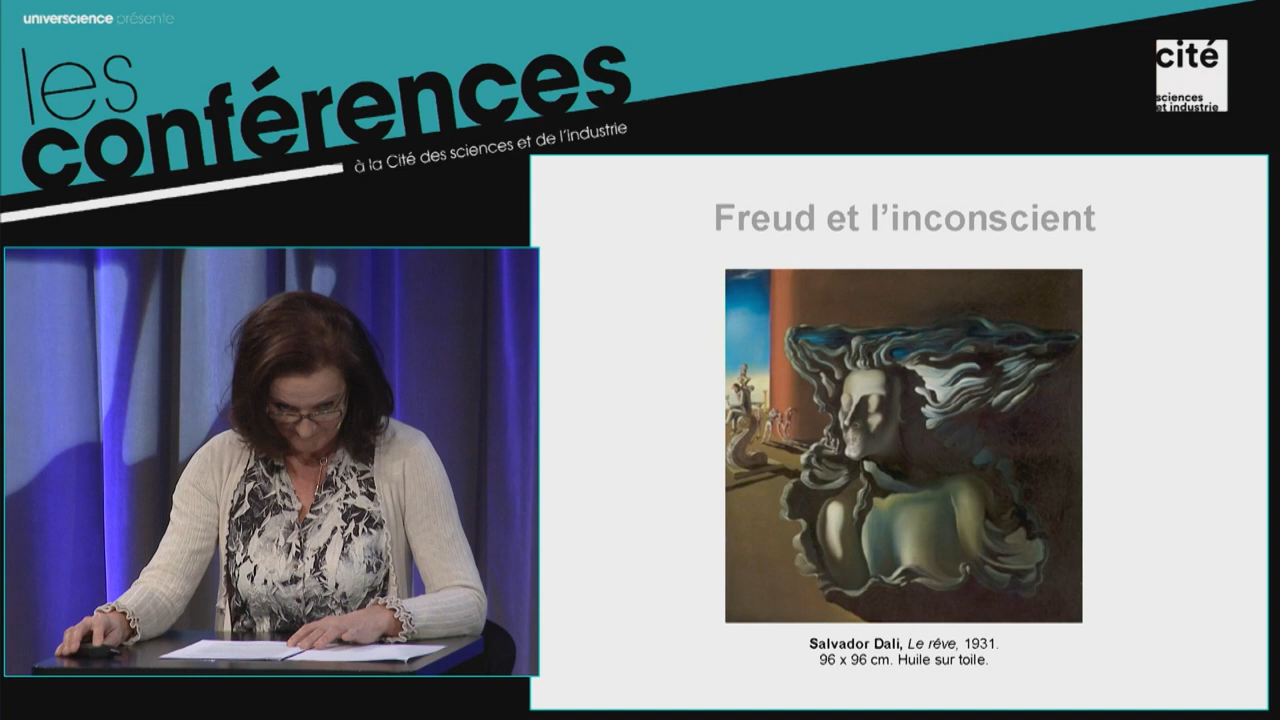 universcience présente
les
conférences
à la Cité des sciences et de l'industrie
cité
sciences
et industrie
Freud et l’inconscient
Salvador Dali, Le rêve, 1931.
96 x 96 cm. Huile sur toile.